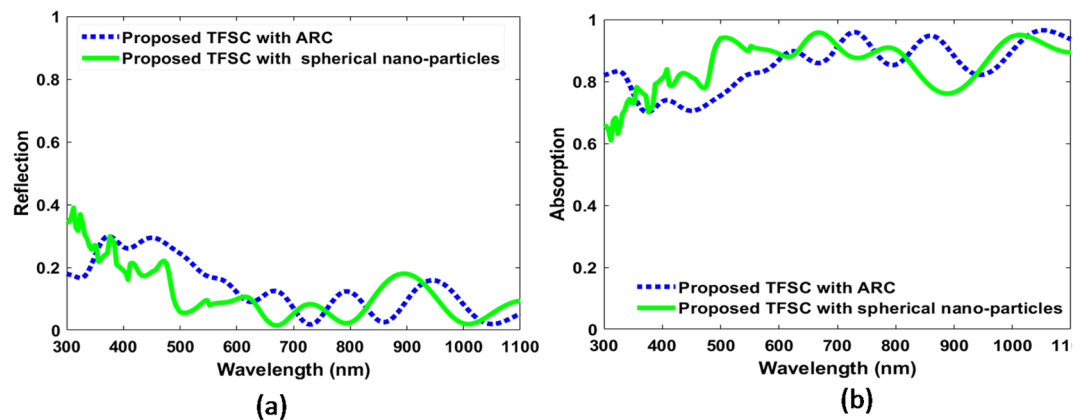 1
0.8
0.6
0.4
0.2
0
Reflection
Proposed TFSC with ARC
Proposed TFSC with spherical nano-particles
300 400 500 600 700 800 900 1000 1100
Wavelength (nm)
(a)
1
0.8
0.6
0.4
0.2
0
Absorption
Proposed TFSC with ARC
Proposed TFSC with spherical nano-particles
300 400 500 600 700 800 900 1000 110
Wavelength (nm)
(b)